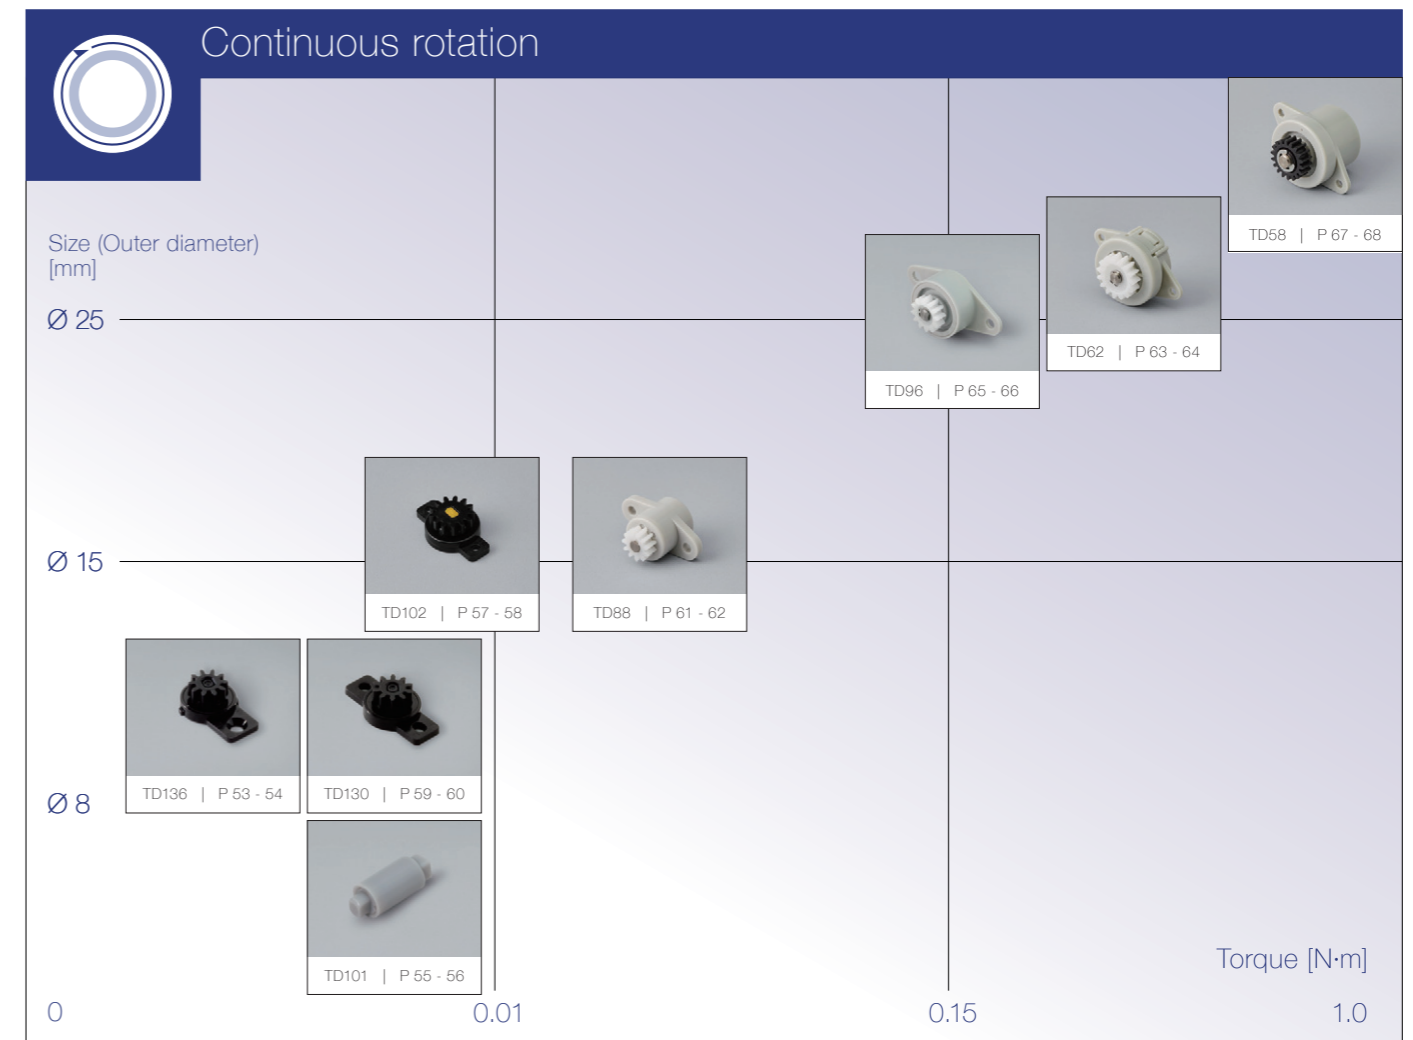 Continuous rotation
Size (Outer diameter)
[mm]
TD58 | P 67 - 68
Ø 25
TD62 | P 63 - 64
TD96 | P 65 - 66
Ø 15
TD102 | P 57 - 58
TD88 | P 61 - 62
TD136 | P 53 - 54
TD130 | P 59 - 60
Ø 8
TD101 | P 55 - 56
Torque [N·m]
0
0.01
0.15
1.0